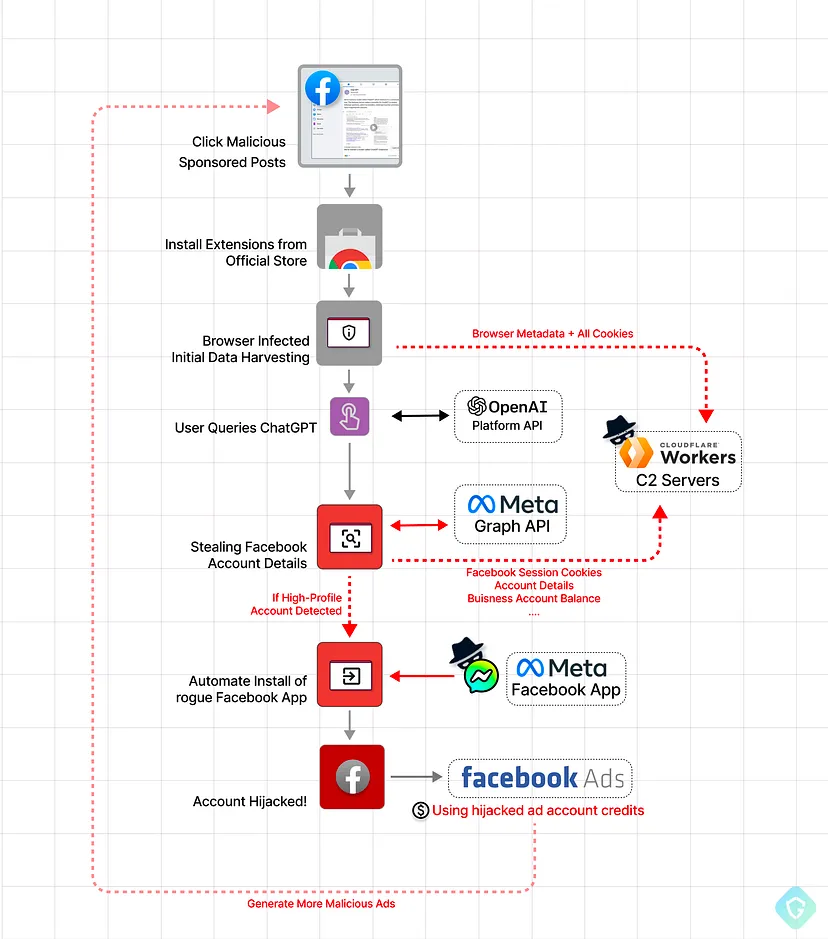 Click Malicious
Sponsored Posts
Install Extensions from
Official Store
Browser Infected
Initial Data Harvesting
Browser Metadata + All Cookies
User Queries ChatGPT
OpenAI
Platform API
CLOUDFLARE
Workers
C2 Servers
Meta
Graph API
Stealing Facebook
Account Details
Facebook Session Cookies
Account Details
Buisness Account Balance
....
If High-Profile
Account Detected
Automate Install of
rogue Facebook App
Meta
Facebook App
Account Hijacked!
facebook Ads
Using hijacked ad account credits
Generate More Malicious Ads